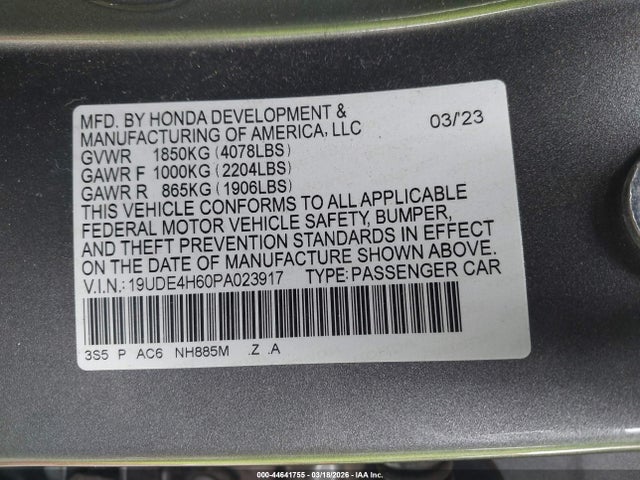 MFD. BY HONDA DEVELOPMENT &
MANUFACTURING OF AMERICA, LLC 03/'23
GVWR 1850KG (4078LBS)
GAWR F 1000KG (2204LBS)
GAWR R 865KG (1906LBS)
THIS VEHICLE CONFORMS TO ALL APPLICABLE
FEDERAL MOTOR VEHICLE SAFETY, BUMPER,
AND THEFT PREVENTION STANDARDS IN EFFECT
ON THE DATE OF MANUFACTURE SHOWN ABOVE.
V.I.N.: 19UDE4H60PA023917 TYPE: PASSENGER CAR
3S5 P AC6 NH885M .Z .A
000-44641755 | 03/18/2026 | IAA Inc.